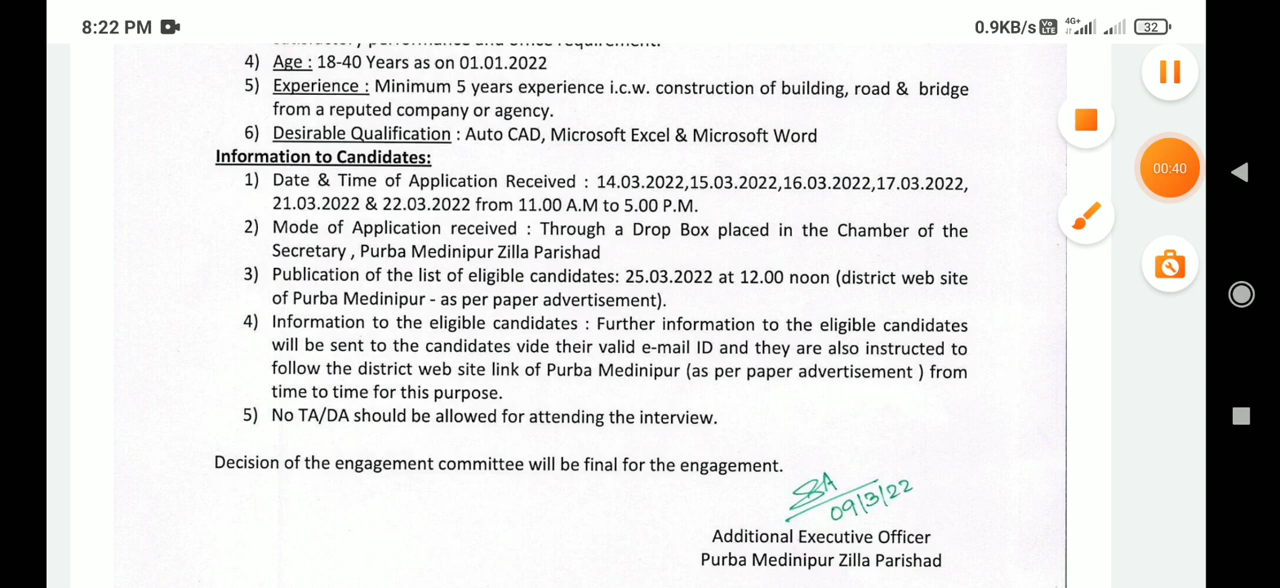 8:22 PM
0.9KB/s Vo LTE 4G+ 32
4) Age : 18-40 Years as on 01.01.2022
5) Experience : Minimum 5 years experience i.c.w. construction of building, road & bridge
from a reputed company or agency.
6) Desirable Qualification : Auto CAD, Microsoft Excel & Microsoft Word
Information to Candidates:
1) Date & Time of Application Received : 14.03.2022,15.03.2022,16.03.2022,17.03.2022,
21.03.2022 & 22.03.2022 from 11.00 A.M to 5.00 P.M.
2) Mode of Application received : Through a Drop Box placed in the Chamber of the
Secretary , Purba Medinipur Zilla Parishad
3) Publication of the list of eligible candidates: 25.03.2022 at 12.00 noon (district web site
of Purba Medinipur - as per paper advertisement).
4) Information to the eligible candidates : Further information to the eligible candidates
will be sent to the candidates vide their valid e-mail ID and they are also instructed to
follow the district web site link of Purba Medinipur (as per paper advertisement ) from
time to time for this purpose.
5) No TA/DA should be allowed for attending the interview.
Decision of the engagement committee will be final for the engagement.
09/3/22
Additional Executive Officer
Purba Medinipur Zilla Parishad
00:40